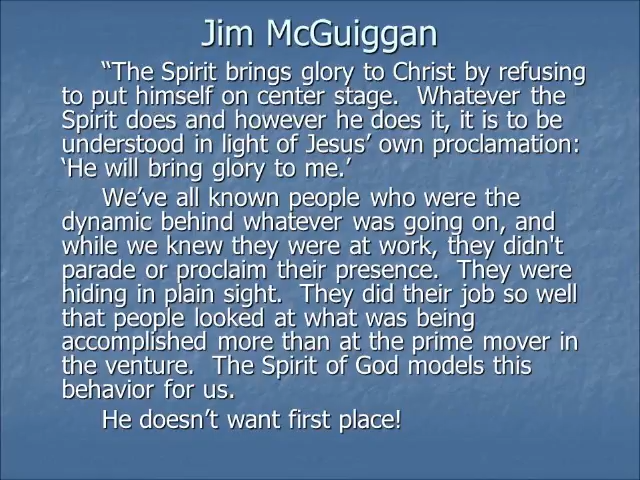 Jim McGuiggan
“The Spirit brings glory to Christ by refusing
to put himself on center stage.  Whatever the
Spirit does and however he does it, it is to be
understood in light of Jesus’ own proclamation:
‘He will bring glory to me.’
We’ve all known people who were the
dynamic behind whatever was going on, and
while we knew they were at work, they didn't
parade or proclaim their presence.  They were
hiding in plain sight.  They did their job so well
that people looked at what was being
accomplished more than at the prime mover in
the venture.  The Spirit of God models this
behavior for us.
He doesn’t want first place!